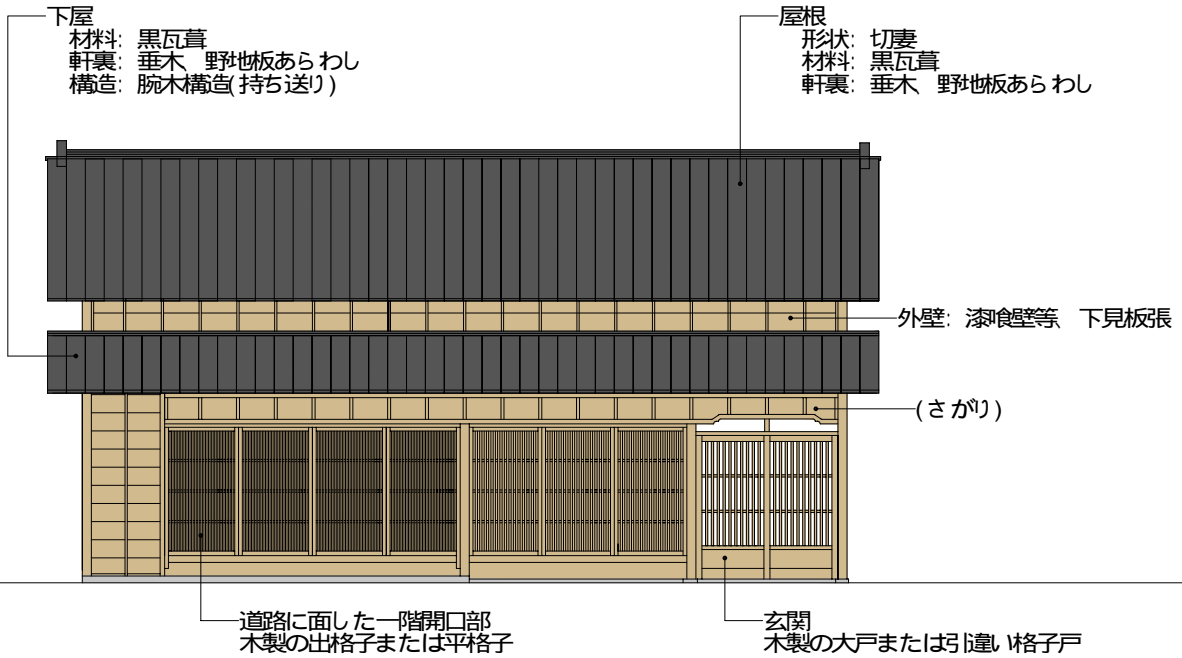 下屋
材料: 黒瓦葺
軒裏: 垂木、野地板あらわし
構造: 腕木構造(持ち送り)
屋根
形状: 切妻
材料: 黒瓦葺
軒裏: 垂木、野地板あらわし
外壁: 漆喰壁等、下見板張
(さがり)
道路に面した一階開口部
木製の出格子または平格子
玄関
木製の大戸または引違い格子戸